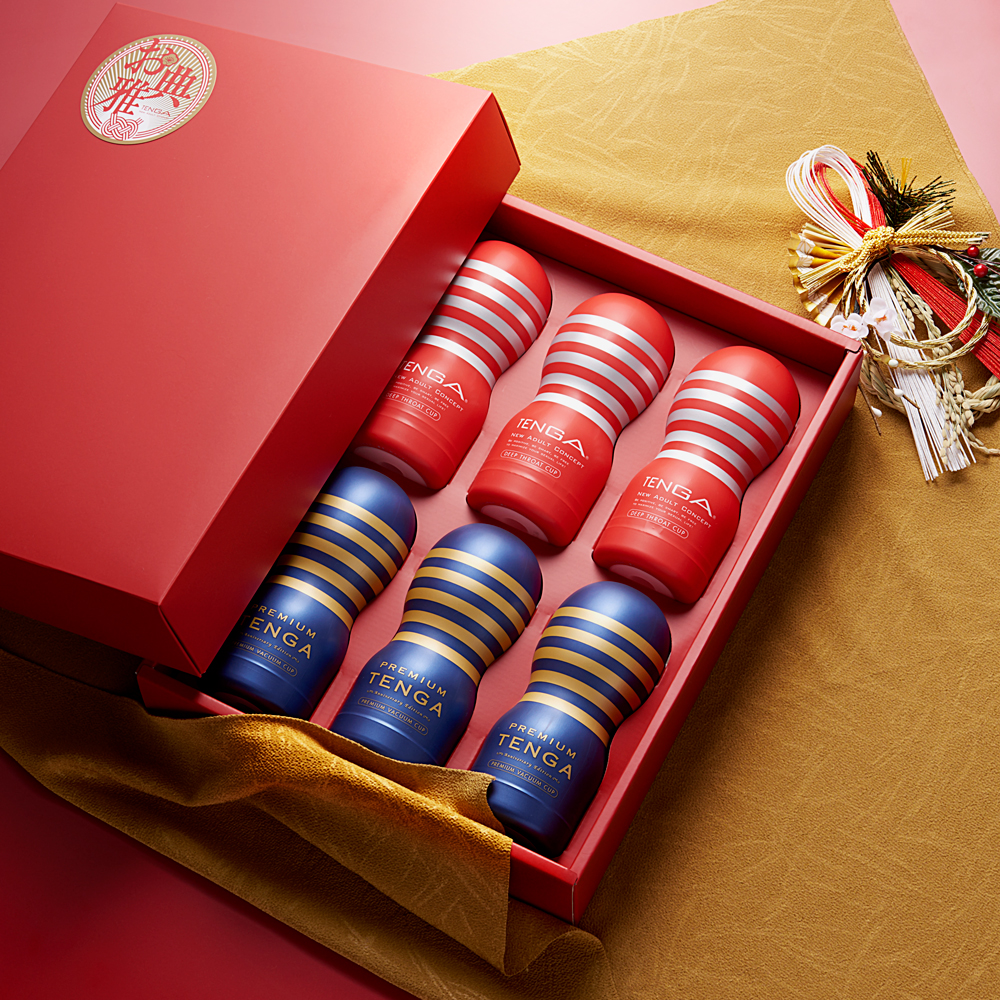 お典雅
TENGA
TENGA
NEW ADULT CONCEPT
DEEP THROAT CUP
TENGA
NEW ADULT CONCEPT
DEEP THROAT CUP
TENGA
NEW ADULT CONCEPT
DEEP THROAT CUP
PREMIUM
TENGA
PREMIUM VACUUM CUP
PREMIUM
TENGA
PREMIUM VACUUM CUP
PREMIUM
TENGA
PREMIUM VACUUM CUP